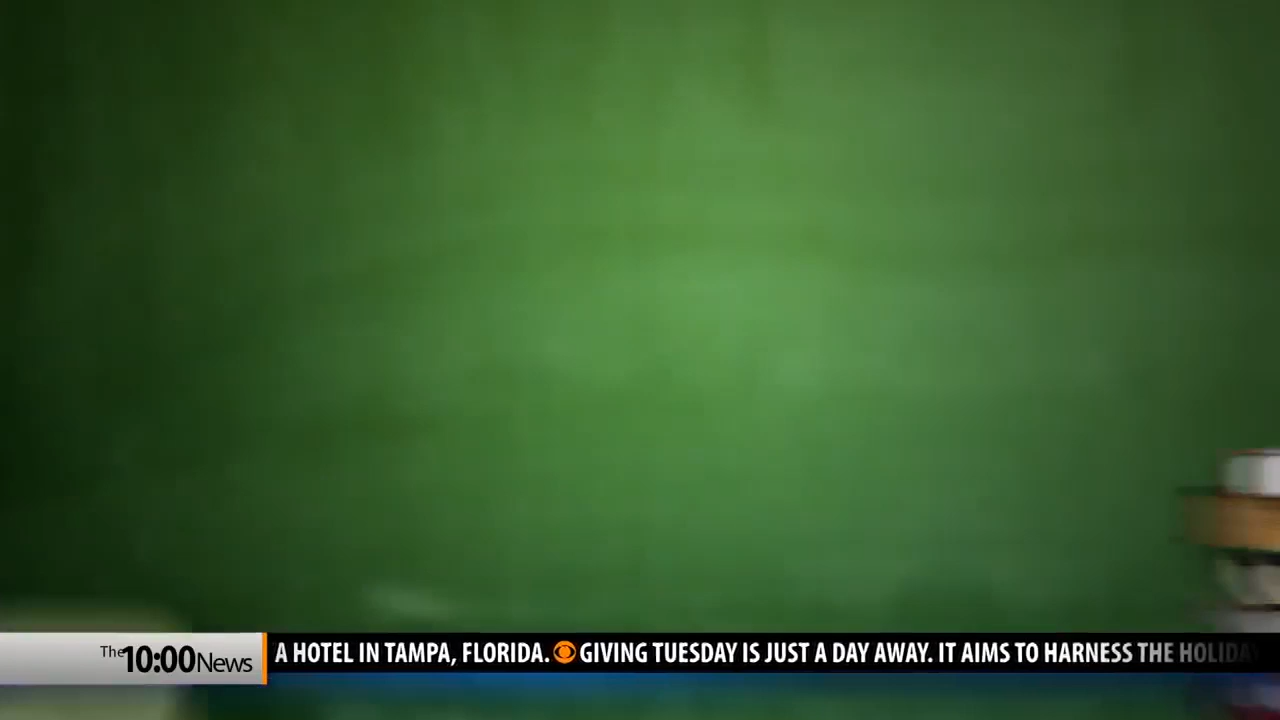 The 10:00 News
A HOTEL IN TAMPA, FLORIDA. GIVING TUESDAY IS JUST A DAY AWAY. IT AIMS TO HARNESS THE HOLIDA